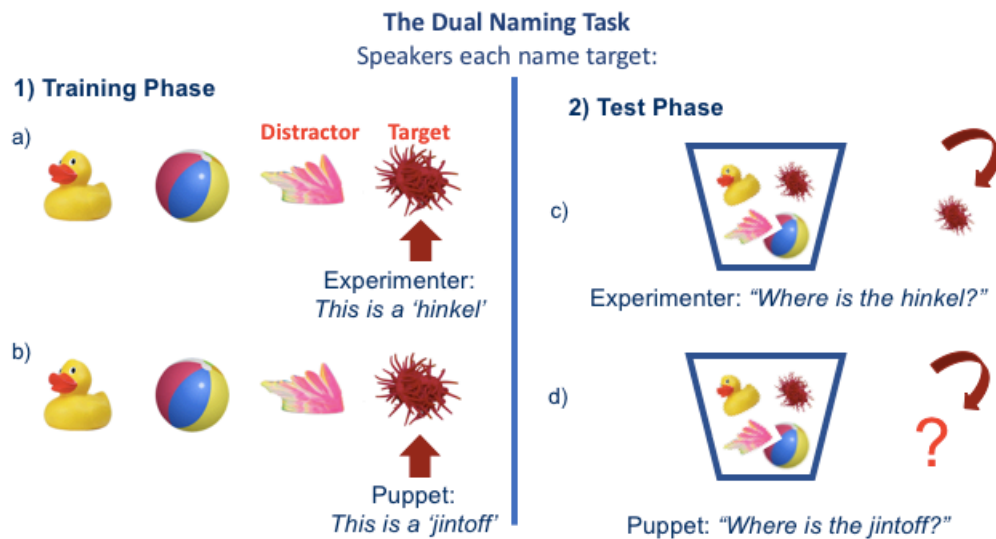 The Dual Naming Task
Speakers each name target:
1) Training Phase
a)
Distractor
Target
Experimenter:
This is a ‘hinkel’
b)
Puppet:
This is a ‘jintoff’
2) Test Phase
c)
Experimenter: “Where is the hinkel?”
d)
?
Puppet: “Where is the jintoff?”